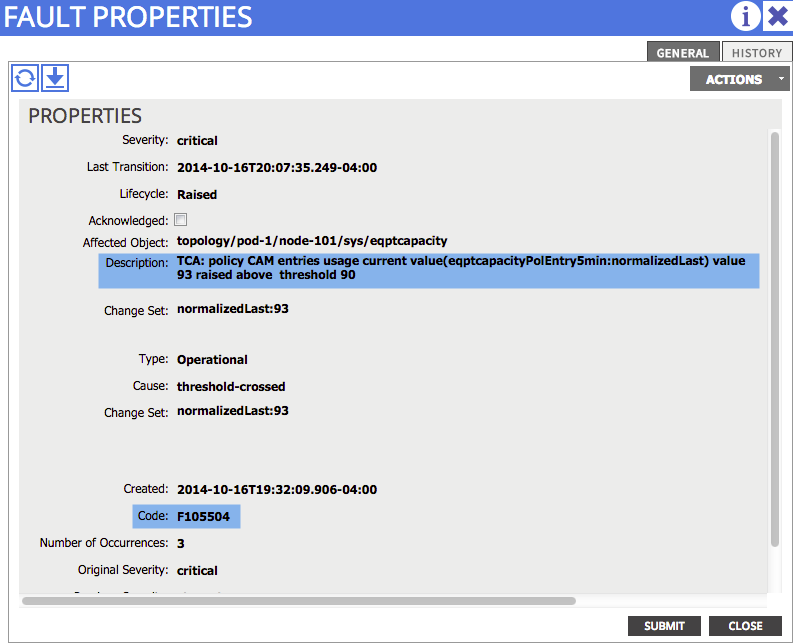 FAULT PROPERTIES
GENERAL HISTORY
ACTIONS
PROPERTIES
Severity: critical
Last Transition: 2014-10-16T20:07:35.249-04:00
Lifecycle: Raised
Acknowledged:
Affected Object: topology/pod-1/node-101/sys/eqptcapacity
Description: TCA: policy CAM entries usage current value(eqptcapacityPolEntry5min:normalizedLast) value
93 raised above threshold 90
Change Set: normalizedLast:93
Type: Operational
Cause: threshold-crossed
Change Set: normalizedLast:93
Created: 2014-10-16T19:32:09.906-04:00
Code: F105504
Number of Occurrences: 3
Original Severity: critical
SUBMIT CLOSE